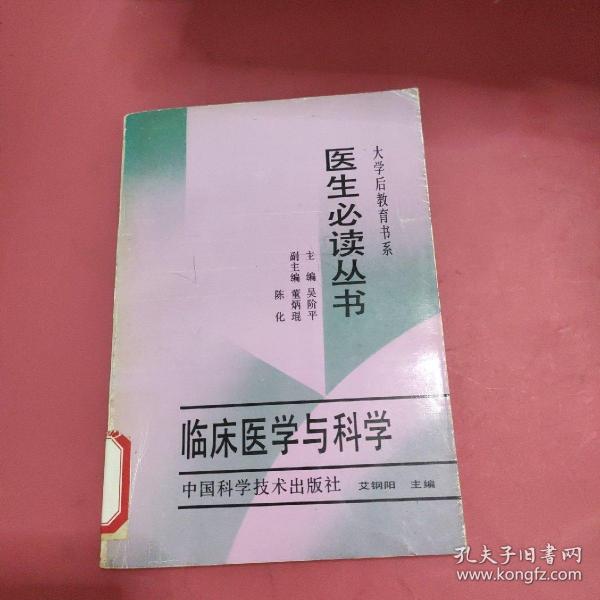 大学后教育书系
医生必读丛书
主 编 吴阶平
副主编 董炳琨
陈 化
临床医学与科学
中国科学技术出版社 艾钢阳 主编
孔夫子旧书网
www.kongfz.com